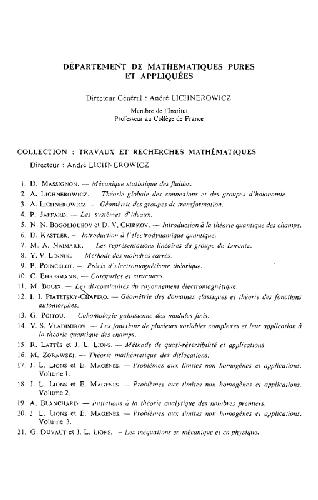 DÉPARTEMENT DE MATHÉMATIQUES PURES
ET APPLIQUÉES
Directeur Général : André LICHNEROWICZ
Membre de l'Institut
Professeur au Collège de France
COLLECTION : TRAVAUX ET RECHERCHES MATHÉMATIQUES
Directeur : André LICHNEROWICZ
1. D. MASSIGNON. — Mécanique statistique des fluides.
2. A. LICHNEROWICZ. — Théorie globale des connexions et des groupes d'holonomie.
3. A. LICHNEROWICZ. — Géométrie des groupes de transformation.
4. P. JAFFARD. — Les systèmes d'idéaux.
5. N. N. BOGOLIOUBOV et D. V. CHIRKOV. — Introduction à la théorie quantique des champs.
6. D. KASTLER. — Introduction à l'électrodynamique quantique.
7. M. A. NAIMARK. — Les représentations linéaires du groupe de Lorentz.
8. Y. V. LINNIK. — Méthode des moindres carrés.
9. P. POINCELOT. — Précis d'électromagnétisme théorique.
10. C. EHRESMANN. — Catégories et structures.
11. M. BOUIX. — Les discontinuités du rayonnement électromagnétique.
12. I. I. PIATETSKY-CHAPIRO. — Géométrie des domaines classiques et théorie des fonctions
automorphes.
13. G. POITOU. — Cohomologie galoisienne des modules finis.
14. V. S. VLADIMIROV. — Les fonctions de plusieurs variables complexes et leur application à
la théorie quantique des champs.
15. R. LATTÈS et J. L. LIONS. — Méthode de quasi-réversibilité et applications.
16. M. ZORAWSKI. — Théorie mathématique des dislocations.
17. J. L. LIONS et E. MAGENES. — Problèmes aux limites non homogènes et applications.
Volume 1.
18. J. L. LIONS et E. MAGENES. — Problèmes aux limites non homogènes et applications.
Volume 2.
19. A. BLANCHARD. — Initiations à la théorie analytique des nombres premiers.
20. J. L. LIONS et E. MAGENES. — Problèmes aux limites non homogènes et applications.
Volume 3.
21. G. DUVAUT et J. L. LIONS. — Les inéquations en mécanique et en physique.